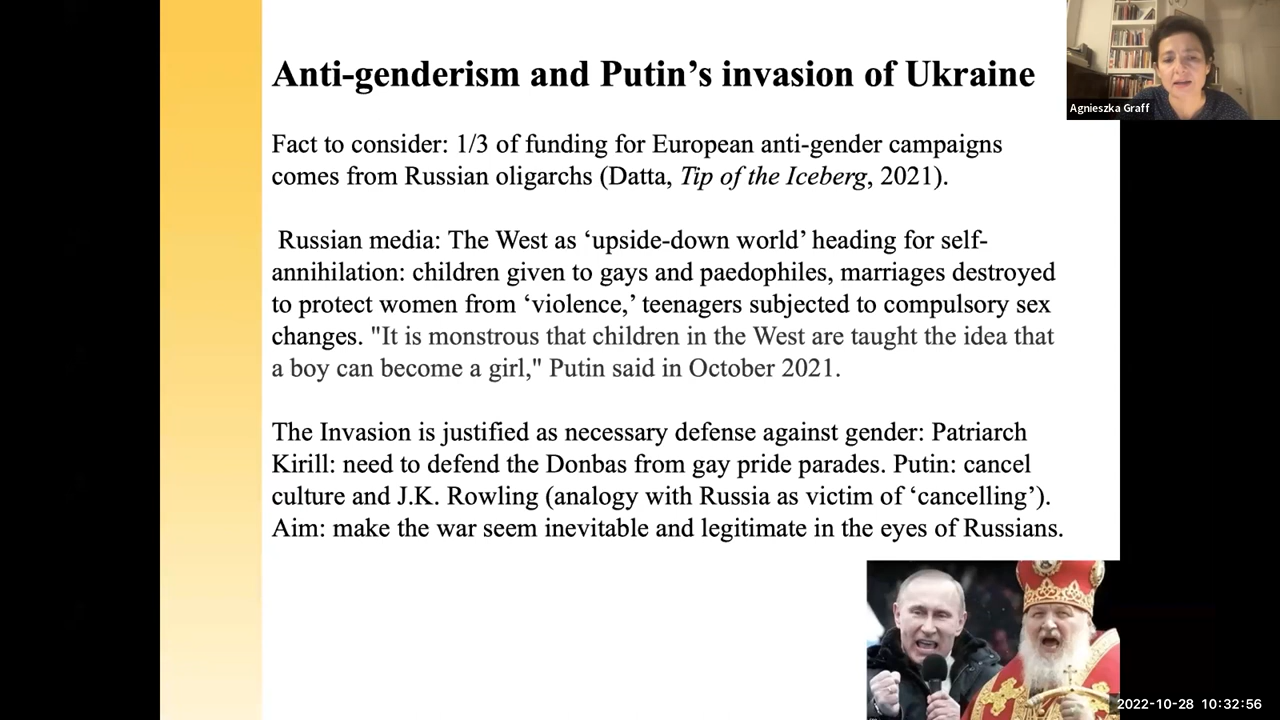 Anti-genderism and Putin’s invasion of Ukraine
Agnieszka Graff
Fact to consider: 1/3 of funding for European anti-gender campaigns
comes from Russian oligarchs (Datta, Tip of the Iceberg, 2021).
Russian media: The West as ‘upside-down world’ heading for self-
annihilation: children given to gays and paedophiles, marriages destroyed
to protect women from ‘violence,’ teenagers subjected to compulsory sex
changes. "It is monstrous that children in the West are taught the idea that
a boy can become a girl," Putin said in October 2021.
The Invasion is justified as necessary defense against gender: Patriarch
Kirill: need to defend the Donbas from gay pride parades. Putin: cancel
culture and J.K. Rowling (analogy with Russia as victim of ‘cancelling’).
Aim: make the war seem inevitable and legitimate in the eyes of Russians.
2022-10-28 10:32:56